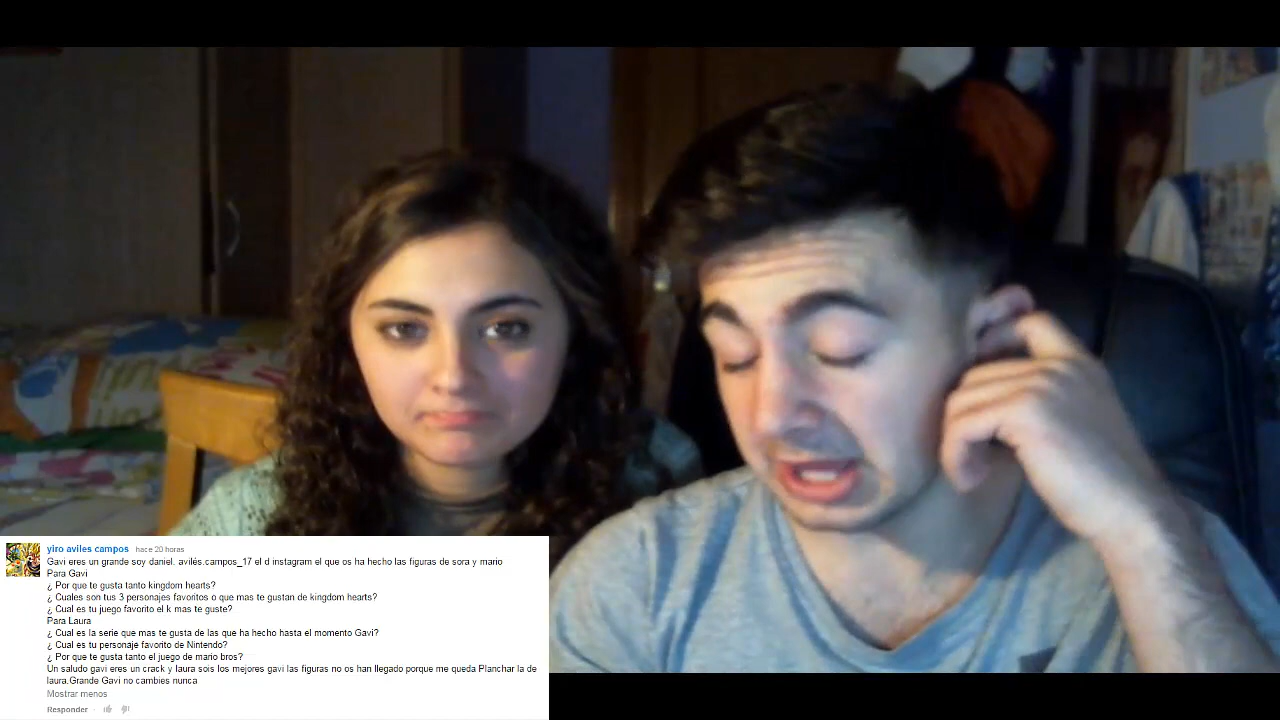 yiro aviles campos hace 20 horas
Gavi eres un grande soy daniel. avilés.campos_17 el d instagram el que os ha hecho las figuras de sora y mario
Para Gavi
¿ Por que te gusta tanto kingdom hearts?
¿ Cuales son tus 3 personajes favoritos o que mas te gustan de kingdom hearts?
¿ Cual es tu juego favorito el k mas te guste?
Para Laura
¿ Cual es la serie que mas te gusta de las que ha hecho hasta el momento Gavi?
¿ Cual es tu personaje favorito de Nintendo?
¿ Por que te gusta tanto el juego de mario bros?
Un saludo gavi eres un crack y laura sois los mejores gavi las figuras no os han llegado porque me queda Planchar la de
laura.Grande Gavi no cambies nunca
Mostrar menos
Responder